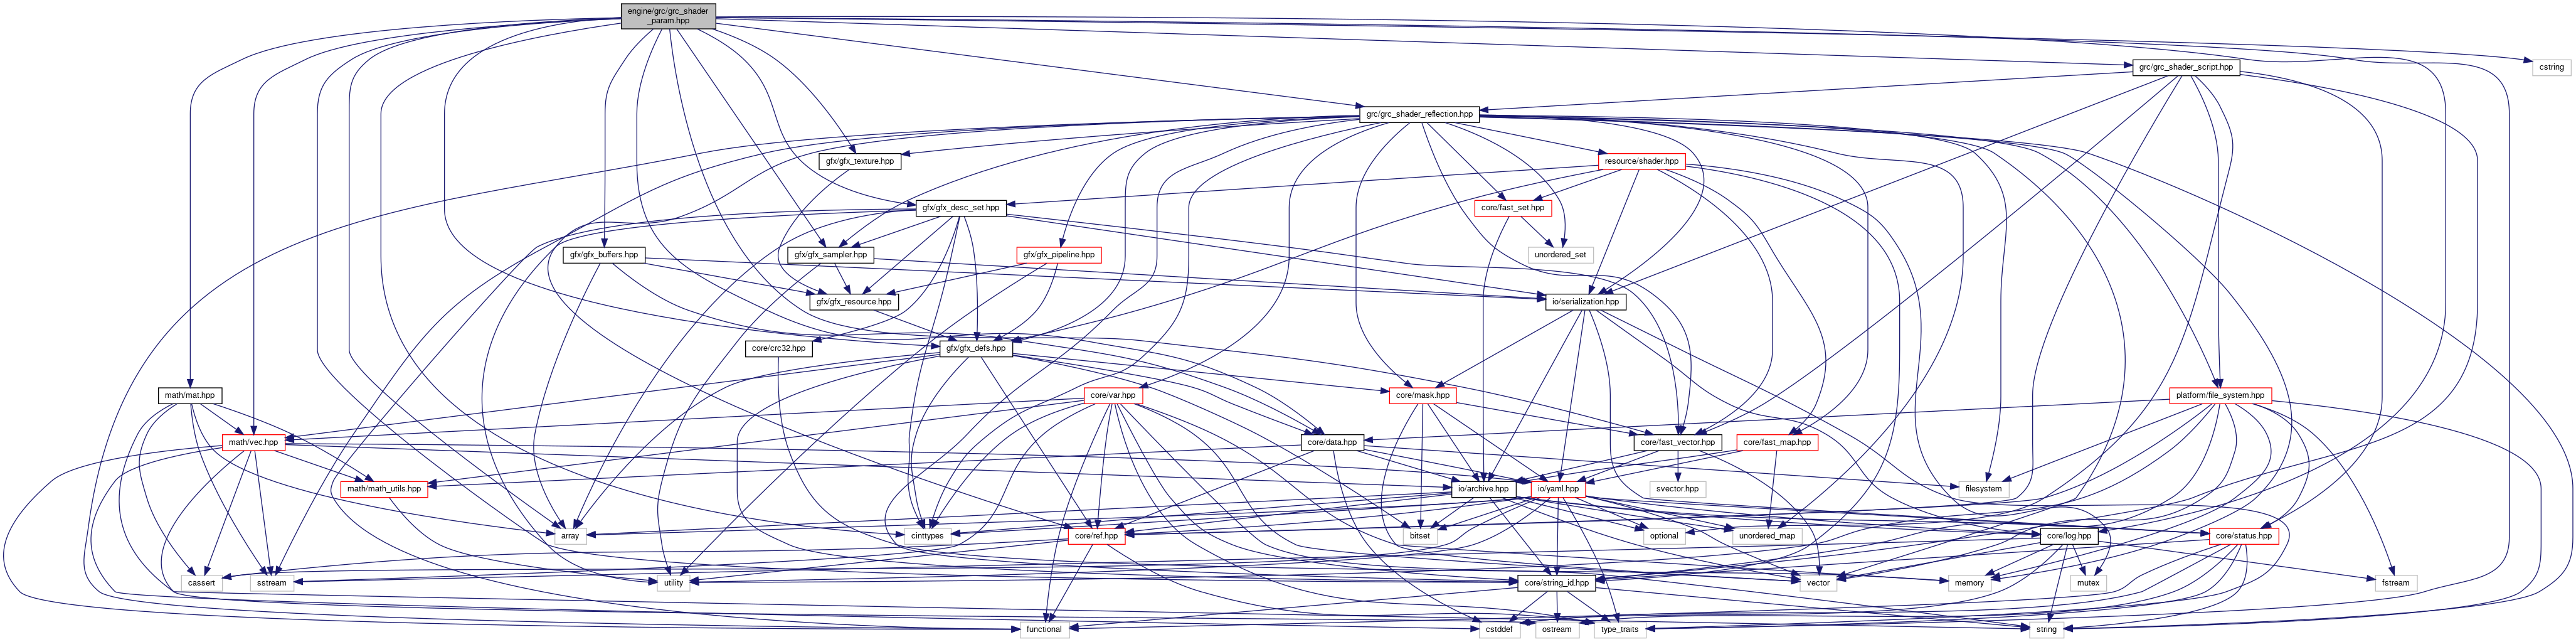 engine/grc/grc_shader
_param.hpp
cstring
grc/grc_shader_script.hpp
grc/grc_shader_reflection.hpp
gfx/gfx_texture.hpp
resource/shader.hpp
gfx/gfx_desc_set.hpp
core/fast_set.hpp
gfx/gfx_buffers.hpp
gfx/gfx_sampler.hpp
gfx/gfx_pipeline.hpp
unordered_set
gfx/gfx_resource.hpp
io/serialization.hpp
core/crc32.hpp
gfx/gfx_defs.hpp
math/mat.hpp
core/var.hpp
core/mask.hpp
platform/file_system.hpp
math/vec.hpp
core/data.hpp
core/fast_vector.hpp
core/fast_map.hpp
math/math_utils.hpp
io/archive.hpp
io/yaml.hpp
svector.hpp
filesystem
array
cinttypes
core/ref.hpp
bitset
optional
unordered_map
core/log.hpp
core/status.hpp
cassert
sstream
utility
core/string_id.hpp
vector
memory
mutex
fstream
functional
cstddef
ostream
type_traits
string